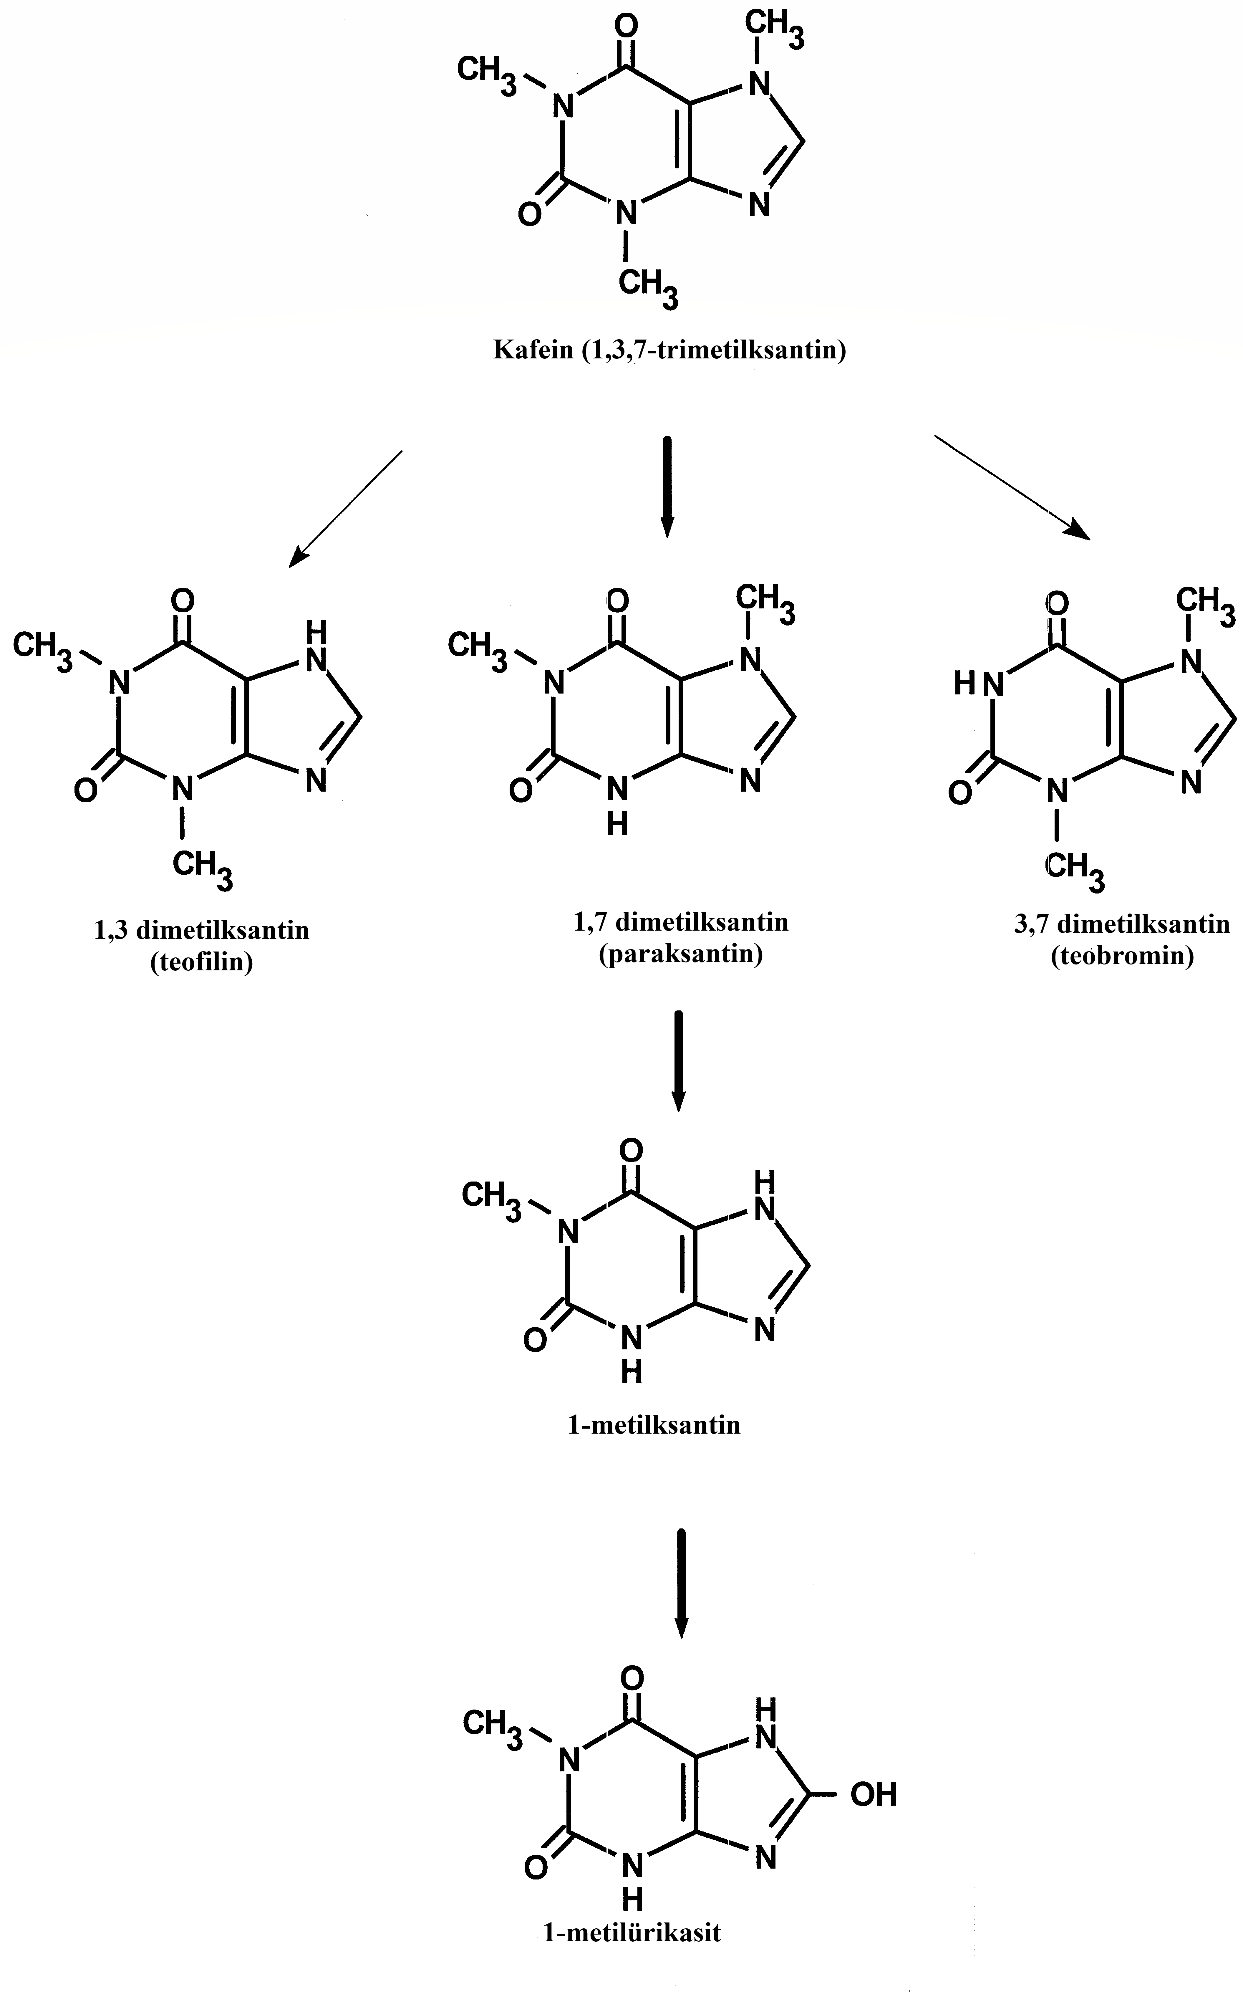 O
CH3
CH3
N
N
O
N
N
CH3
Kafein (1,3,7-trimetilksantin)
O
H
CH3
N
N
O
N
N
CH3
1,3 dimetilksantin
(teofilin)
O
CH3
CH3
N
N
O
N
N
H
1,7 dimetilksantin
(paraksantin)
O
CH3
HN
N
O
N
N
CH3
3,7 dimetilksantin
(teobromin)
O
H
CH3
N
N
O
N
N
H
1-metilksantin
O
H
CH3
N
N
OH
O
N
N
H
1-metilürikasit